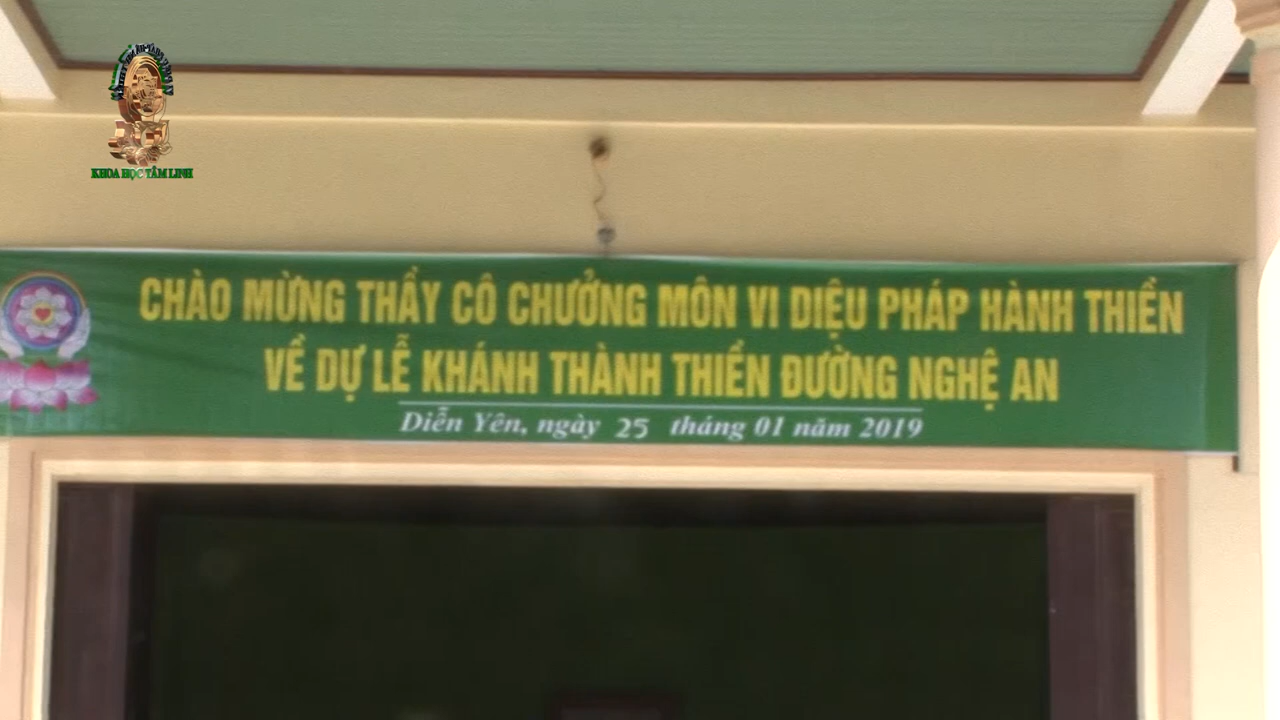 KHOA HỌC TÂM LINH
CHÀO MỪNG THẦY CÔ CHƯỞNG MÔN VI DIỆU PHÁP HÀNH THIỀN
VỀ DỰ LỄ KHÁNH THÀNH THIỀN ĐƯỜNG NGHỆ AN
Diễn Yên, ngày 25 tháng 01 năm 2019